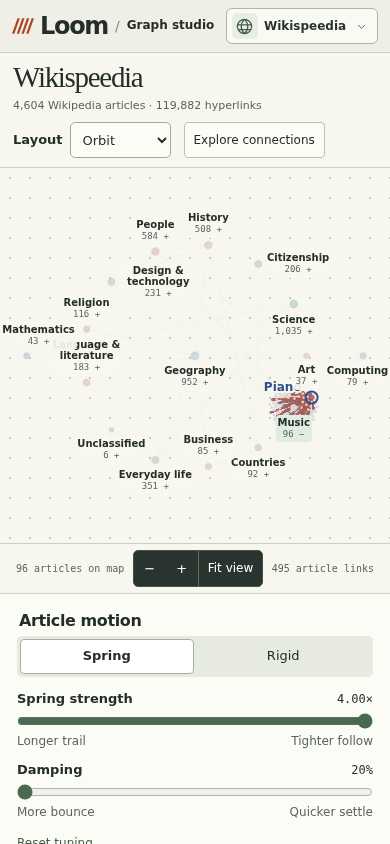 Loom / Graph studio Wikispeedia
Wikispeedia
4,604 Wikipedia articles · 119,882 hyperlinks
Layout Orbit Explore connections
People
584 +
History
508 +
Citizenship
206 +
Design &
technology
231 +
Religion
116 +
Science
1,035 +
Mathematics
43 +
Language &
literature
183 +
Geography
952 +
Art
37 +
Computing
79 +
Music
96 −
Unclassified
6 +
Business
85 +
Countries
92 +
Everyday life
351 +
96 articles on map − + Fit view 495 article links
Article motion
Spring Rigid
Spring strength 4.00×
Longer trail Tighter follow
Damping 20%
More bounce Quicker settle
Reset tuning